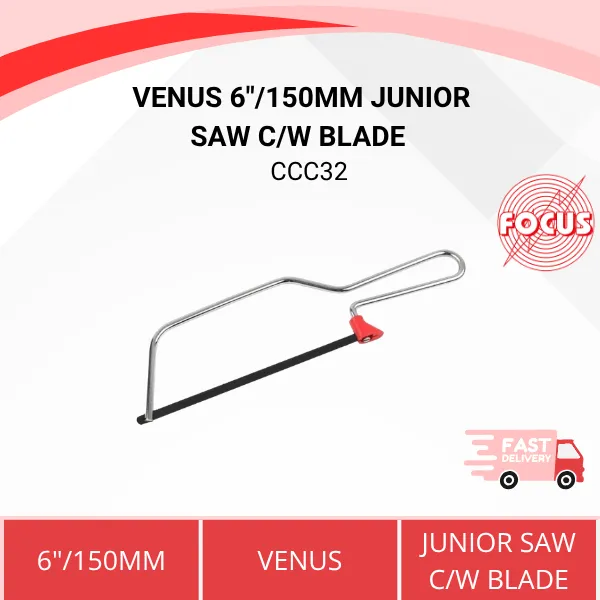 VENUS 6"/150MM JUNIOR
SAW C/W BLADE
CCC32
FOCUS
FAST
DELIVERY
6"/150MM
VENUS
JUNIOR SAW
C/W BLADE